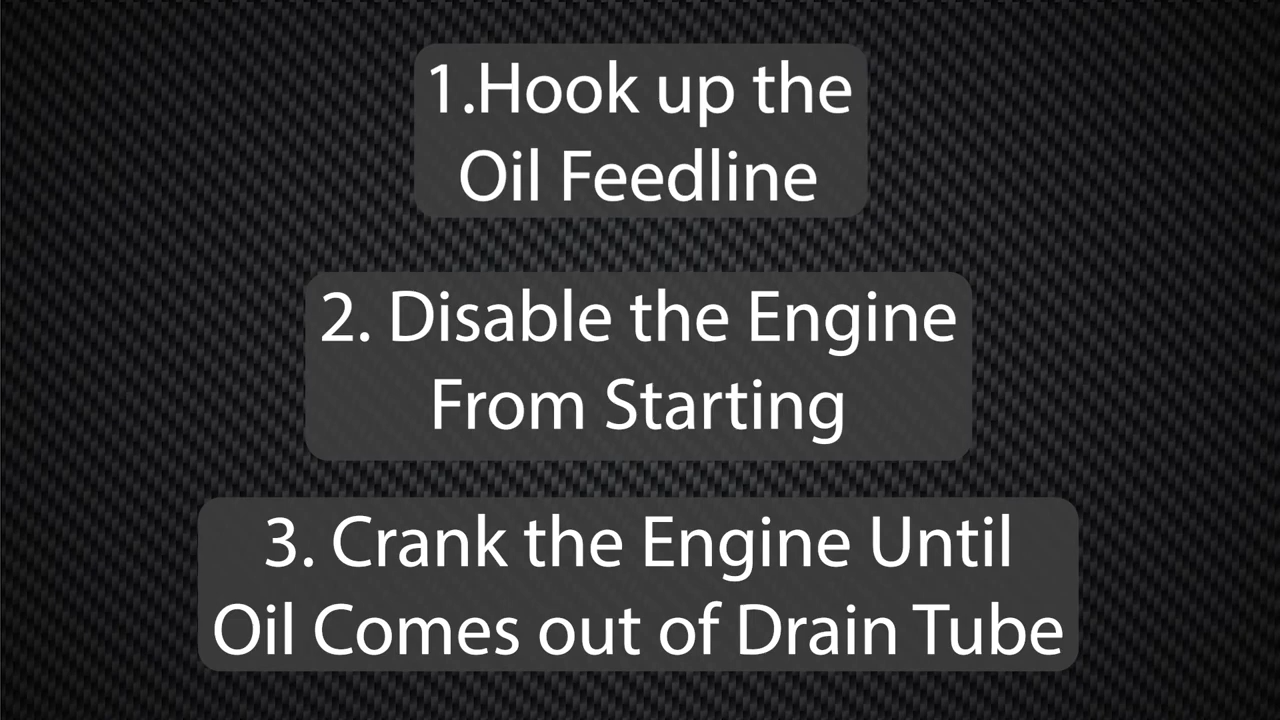 1.Hook up the
Oil Feedline
2. Disable the Engine
From Starting
3. Crank the Engine Until
Oil Comes out of Drain Tube